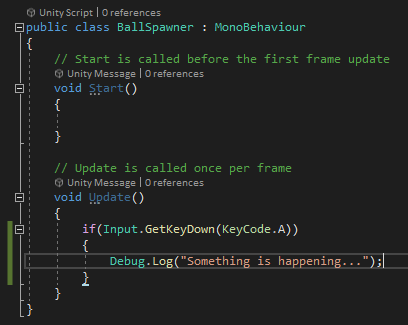 Unity Script | 0 references
public class BallSpawner : MonoBehaviour
{
// Start is called before the first frame update
Unity Message | 0 references
void Start()
{
}
// Update is called once per frame
Unity Message | 0 references
void Update()
{
if(Input.GetKeyDown(KeyCode.A))
{
Debug.Log("Something is happening...");
}
}
}